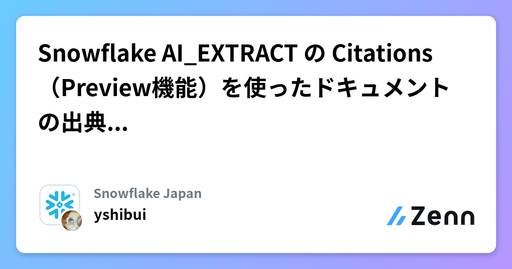 Snowflake AI_EXTRACT の Citations
（Preview機能）を使ったドキュメント
の出典...
Snowflake Japan
yshibui
Zenn